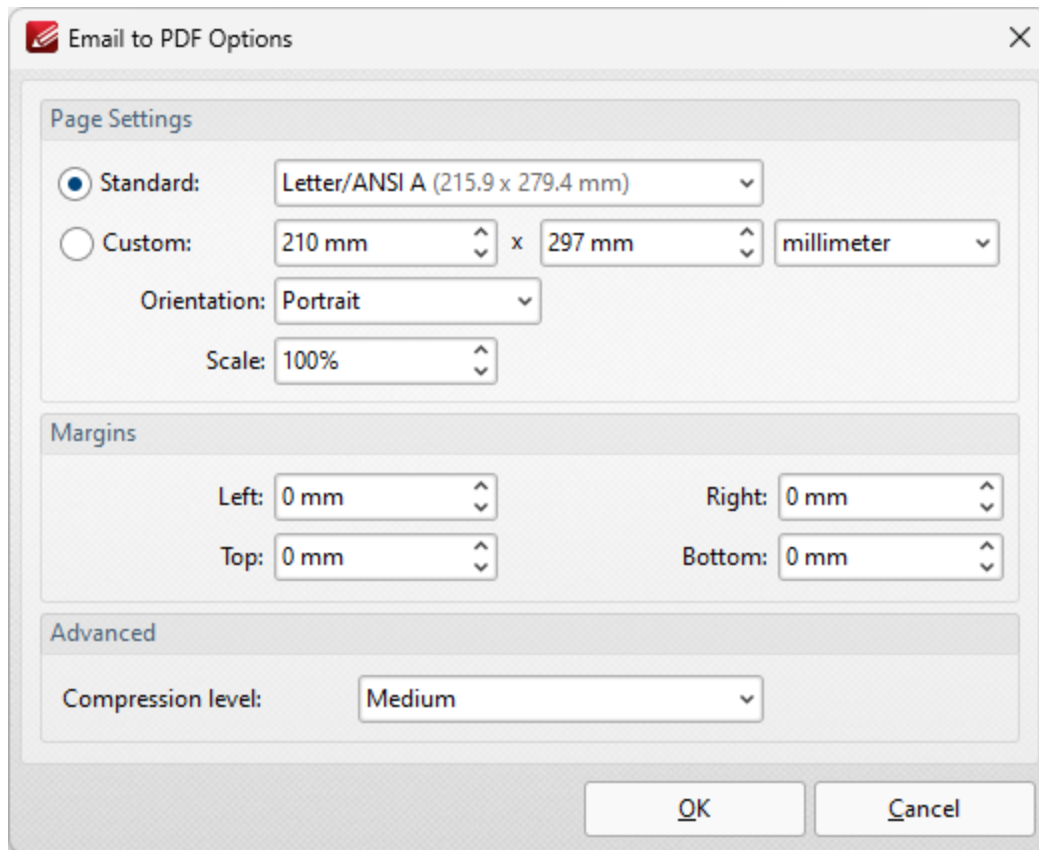 Email to PDF Options
Page Settings
Standard: Letter/ANSI A (215.9 x 279.4 mm)
Custom: 210 mm x 297 mm millimeter
Orientation: Portrait
Scale: 100%
Margins
Left: 0 mm Right: 0 mm
Top: 0 mm Bottom: 0 mm
Advanced
Compression level: Medium
OK Cancel